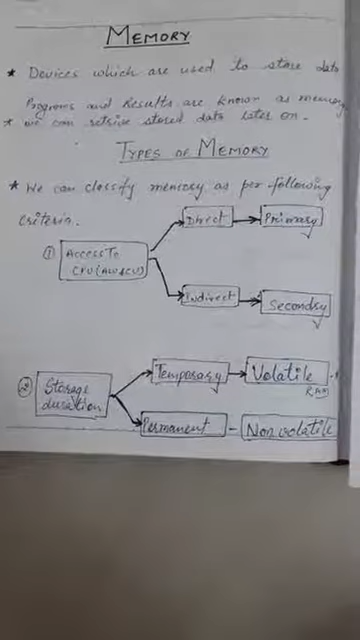 MEMORY
* Devices which are used to store data
Programs and Results are known as memory
* we can retrive stored data later on.
TYPES OF MEMORY
* We can classify memory as per following
criteria.
① Access To
CPU (ALU & CU)
Direct
Primary
Indirect
Secondry
② Storage
duration
Temporary
Volatile
RAM
Permanent
Non volatile